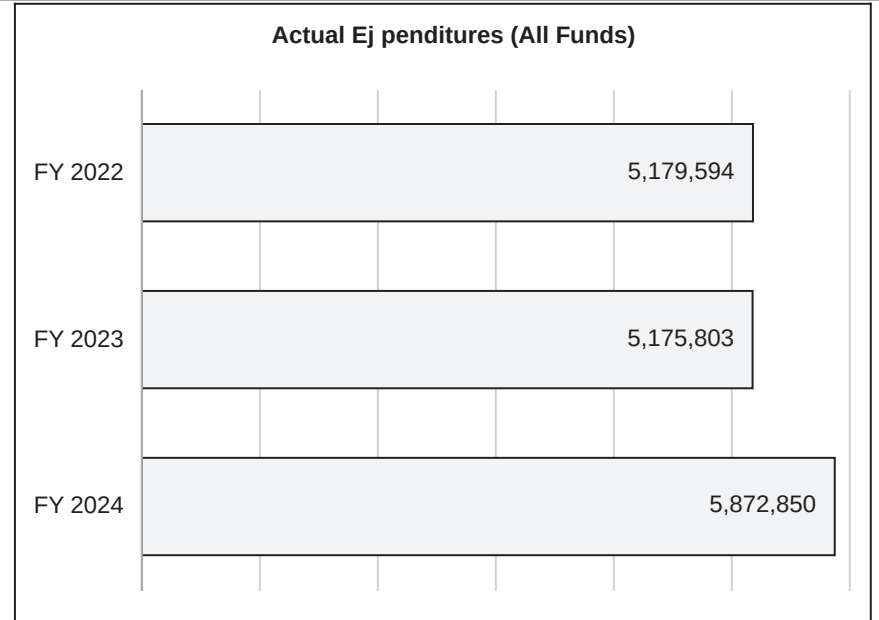 Actual Ej penditures (All Funds)
FY 2022 5,179,594
FY 2023 5,175,803
FY 2024 5,872,850